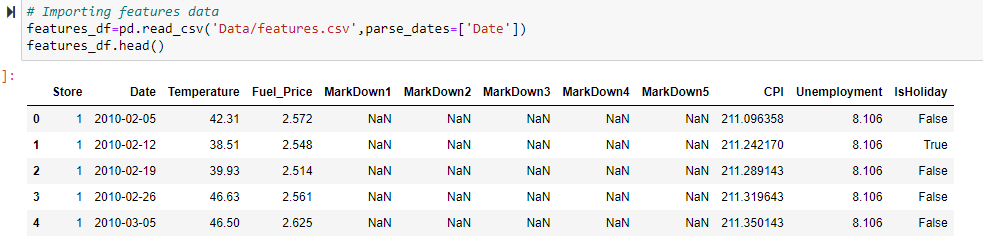 # Importing features data
features_df=pd.read_csv('Data/features.csv',parse_dates=['Date'])
features_df.head()
]:
Store Date Temperature Fuel_Price MarkDown1 MarkDown2 MarkDown3 MarkDown4 MarkDown5 CPI Unemployment IsHoliday
0 1 2010-02-05 42.31 2.572 NaN NaN NaN NaN NaN 211.096358 8.106 False
1 1 2010-02-12 38.51 2.548 NaN NaN NaN NaN NaN 211.242170 8.106 True
2 1 2010-02-19 39.93 2.514 NaN NaN NaN NaN NaN 211.289143 8.106 False
3 1 2010-02-26 46.63 2.561 NaN NaN NaN NaN NaN 211.319643 8.106 False
4 1 2010-03-05 46.50 2.625 NaN NaN NaN NaN NaN 211.350143 8.106 False